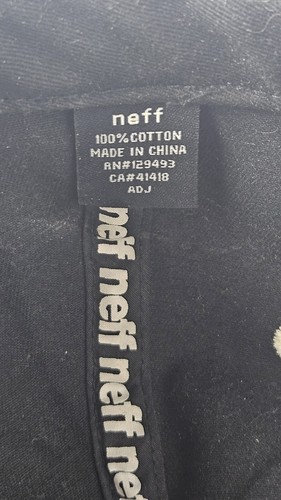 neff
100% COTTON
MADE IN CHINA
RN#129493
CA#41418
ADJ
neff neff neff neff